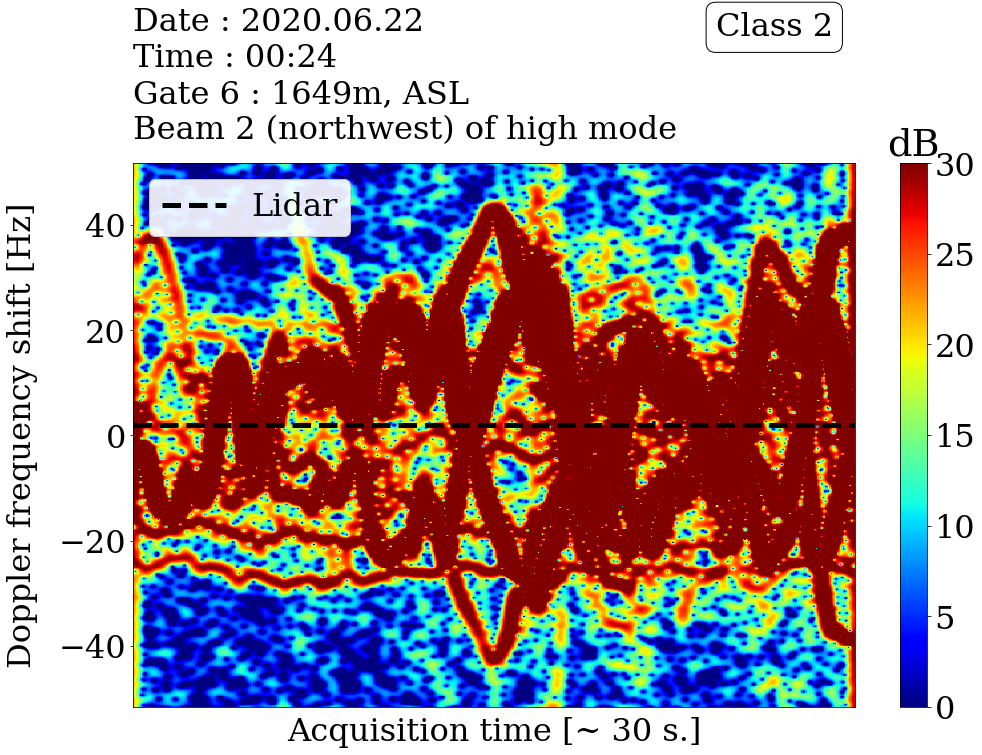 Date : 2020.06.22
Time : 00:24
Gate 6 : 1649m, ASL
Beam 2 (northwest) of high mode
Class 2
dB
Lidar
Doppler frequency shift [Hz]
40
20
0
−20
−40
30
25
20
15
10
5
0
Acquisition time [~ 30 s.]